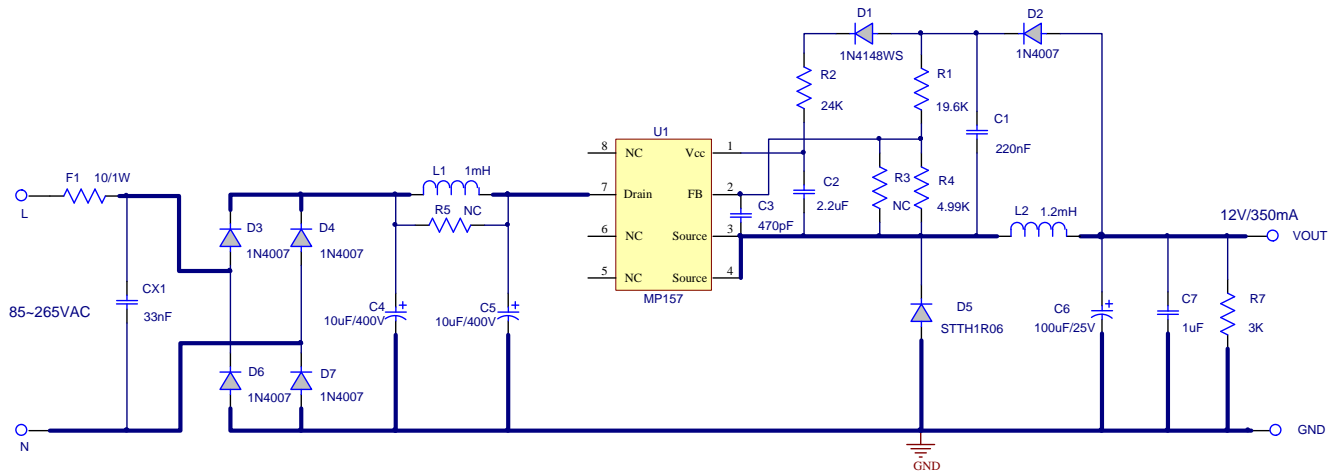 D1
1N4148WS
D2
1N4007
R2
24K
R1
19.6K
C1
220nF
U1
8 NC Vcc 1
7 Drain FB 2
6 NC Source 3
5 NC Source 4
MP157
C2
2.2uF
C3
470pF
R3
NC
R4
4.99K
F1 10/1W
L
L1 1mH
R5 NC
D3
1N4007
D4
1N4007
L2 1.2mH
12V/350mA
VOUT
85~265VAC
CX1
33nF
C4
10uF/400V
C5
10uF/400V
D5
STTH1R06
C6
100uF/25V
C7
1uF
R7
3K
D6
1N4007
D7
1N4007
N
GND
GND